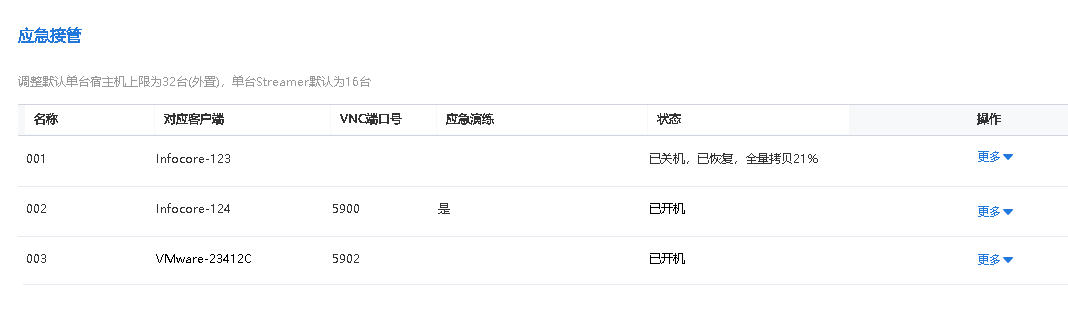 应急接管
调整默认单台宿主机上限为32台(外置)，单台Streamer默认为16台
名称 对应客户端 VNC端口号 应急演练 状态 操作
001 Infocore-123 已关机，已恢复，全量拷贝21% 更多
002 Infocore-124 5900 是 已开机 更多
003 VMware-23412C 5902 已开机 更多